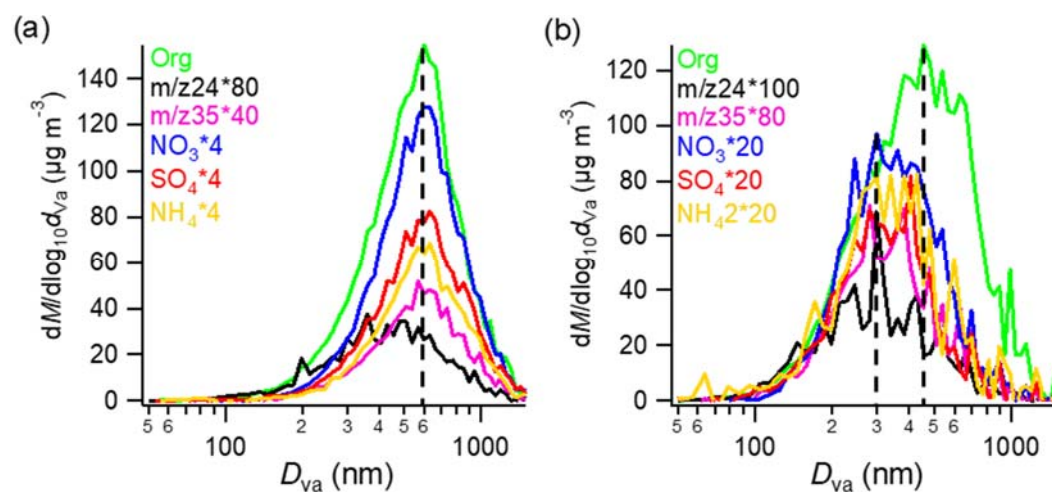 (a)
dM/dlog₁₀dVa (µg m⁻³)
140
120
100
80
60
40
20
0
Org
m/z24*80
m/z35*40
NO₃*4
SO₄*4
NH₄*4
5 6 100 2 3 4 5 6 1000
Dva (nm)
(b)
dM/dlog₁₀dVa (µg m⁻³)
120
100
80
60
40
20
0
Org
m/z24*100
m/z35*80
NO₃*20
SO₄*20
NH₄2*20
5 6 100 2 3 4 5 6 1000
Dva (nm)